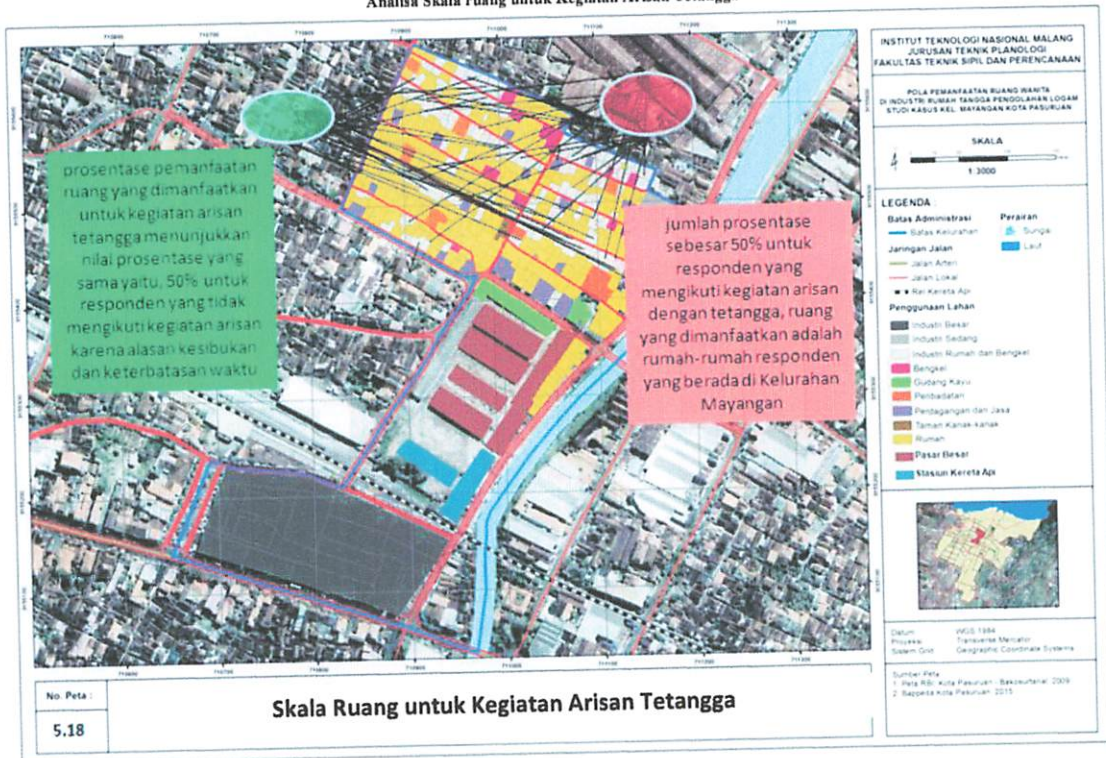 Analisa Skala ruang untuk Kegiatan Arisan Tetangga
prosentase pemanfaatan
ruang yang dimanfaatkan
untuk kegiatan arisan
tetangga menunjukkan
nilai prosentase yang
sama yaitu, 50% untuk
responden yang tidak
mengikuti kegiatan arisan
karena alasan kesibukan
dan keterbatasan waktu
jumlah prosentase
sebesar 50% untuk
responden yang
mengikuti kegiatan arisan
dengan tetangga, ruang
yang dimanfaatkan adalah
rumah-rumah responden
yang berada di Kelurahan
Mayangan
INSTITUT TEKNOLOGI NASIONAL MALANG
JURUSAN TEKNIK PLANOLOGI
FAKULTAS TEKNIK SIPIL DAN PERENCANAAN
POLA PEMANFAATAN RUANG WANITA
DI INDUSTRI RUMAH TANGGA PENGOLAHAN LOGAM
STUDI KASUS KEL. MAYANGAN KOTA PASURUAN
SKALA
1:3000
LEGENDA
Batas Administrasi
Batas Kelurahan
Jaringan Jalan
Jalan Arteri
Jalan Lokal
Rel Kereta Api
Perairan
Sungai
Laut
Penggunaan Lahan
Industri Besar
Industri Sedang
Industri Rumah dan Bengkel
Bengkel
Gudang Kayu
Peribadatan
Perdagangan dan Jasa
Taman Kanak-kanak
Rumah
Pasar Besar
Stasiun Kereta Api
Datum WGS 1984
Proyeksi Transverse Mercator
Sistem Grid Geographic Coordinate Systems
Sumber Peta
1. Peta RBI Kota Pasuruan - Bakosurtanal 2009
2. Bappeda Kota Pasuruan 2015
No. Peta :
5.18
Skala Ruang untuk Kegiatan Arisan Tetangga